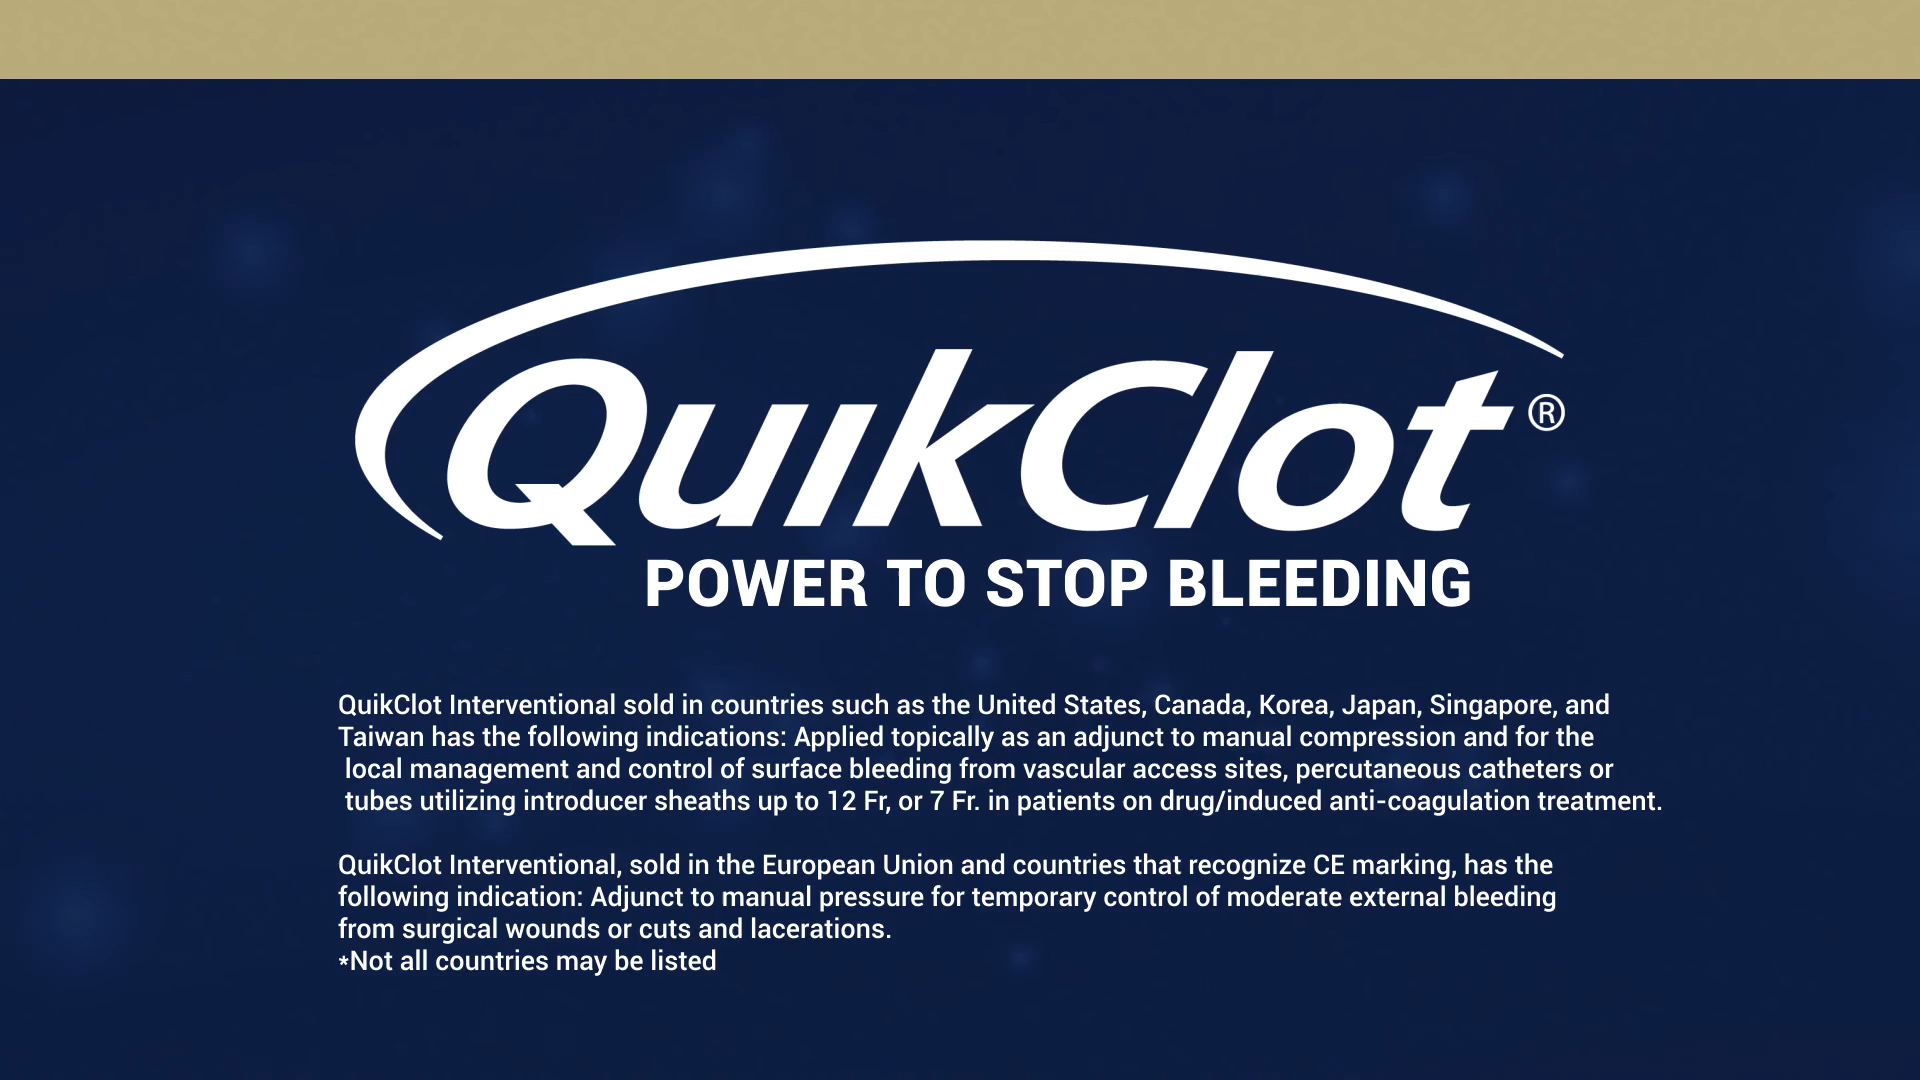 QuikClot®
POWER TO STOP BLEEDING
QuikClot Interventional sold in countries such as the United States, Canada, Korea, Japan, Singapore, and
Taiwan has the following indications: Applied topically as an adjunct to manual compression and for the
local management and control of surface bleeding from vascular access sites, percutaneous catheters or
tubes utilizing introducer sheaths up to 12 Fr, or 7 Fr. in patients on drug/induced anti-coagulation treatment.
QuikClot Interventional, sold in the European Union and countries that recognize CE marking, has the
following indication: Adjunct to manual pressure for temporary control of moderate external bleeding
from surgical wounds or cuts and lacerations.
*Not all countries may be listed